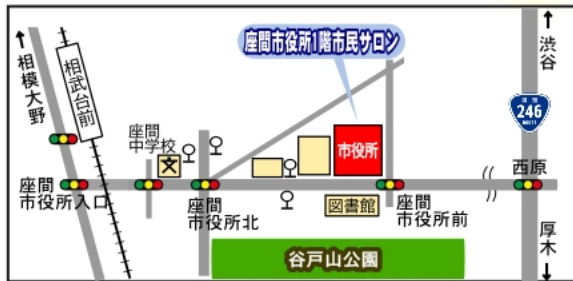 座間市役所1階市民サロン
↑相模大野
相武台前
座間
中学校
文
市役所
↑渋谷
国道
246
ROUTE
西原
座間
市役所入口
座間
市役所北
図書館
座間
市役所前
谷戸山公園
厚木↓